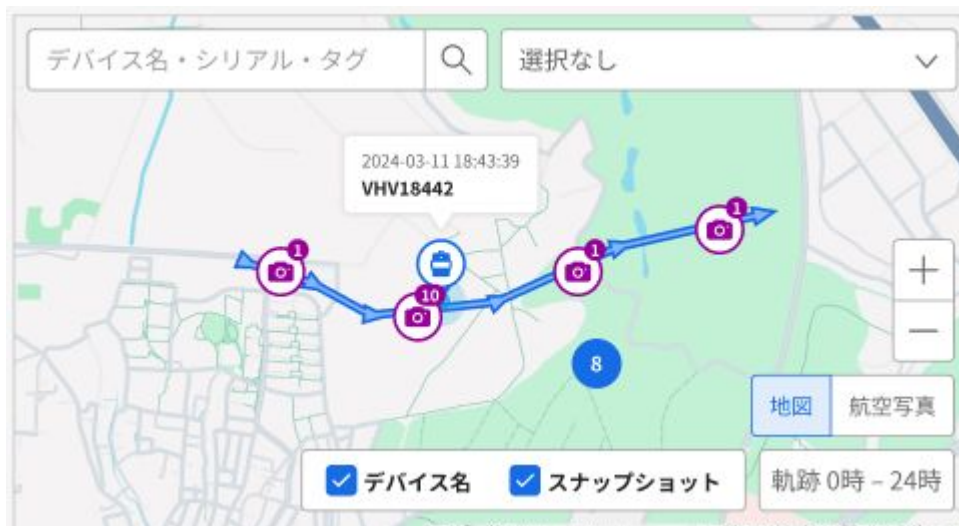 デバイス名・シリアル・タグ
選択なし
2024-03-11 18:43:39
VHV18442
1
1
1
10
8
地図
航空写真
デバイス名
スナップショット
軌跡 0時 – 24時